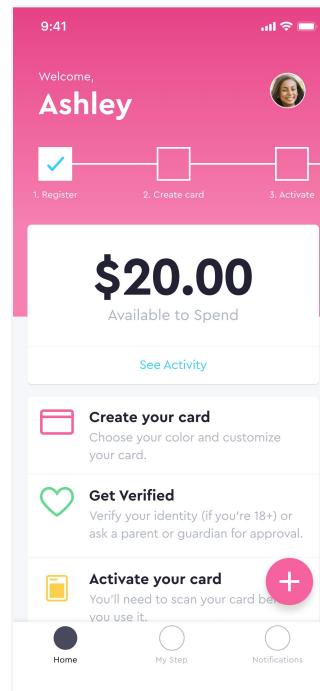 9:41
Welcome,
Ashley
1. Register
2. Create card
3. Activate
$20.00
Available to Spend
See Activity
Create your card
Choose your color and customize
your card.
Get Verified
Verify your identity (if you're 18+) or
ask a parent or guardian for approval.
Activate your card
You'll need to scan your card
you use it.
Home
My Step
Notifications